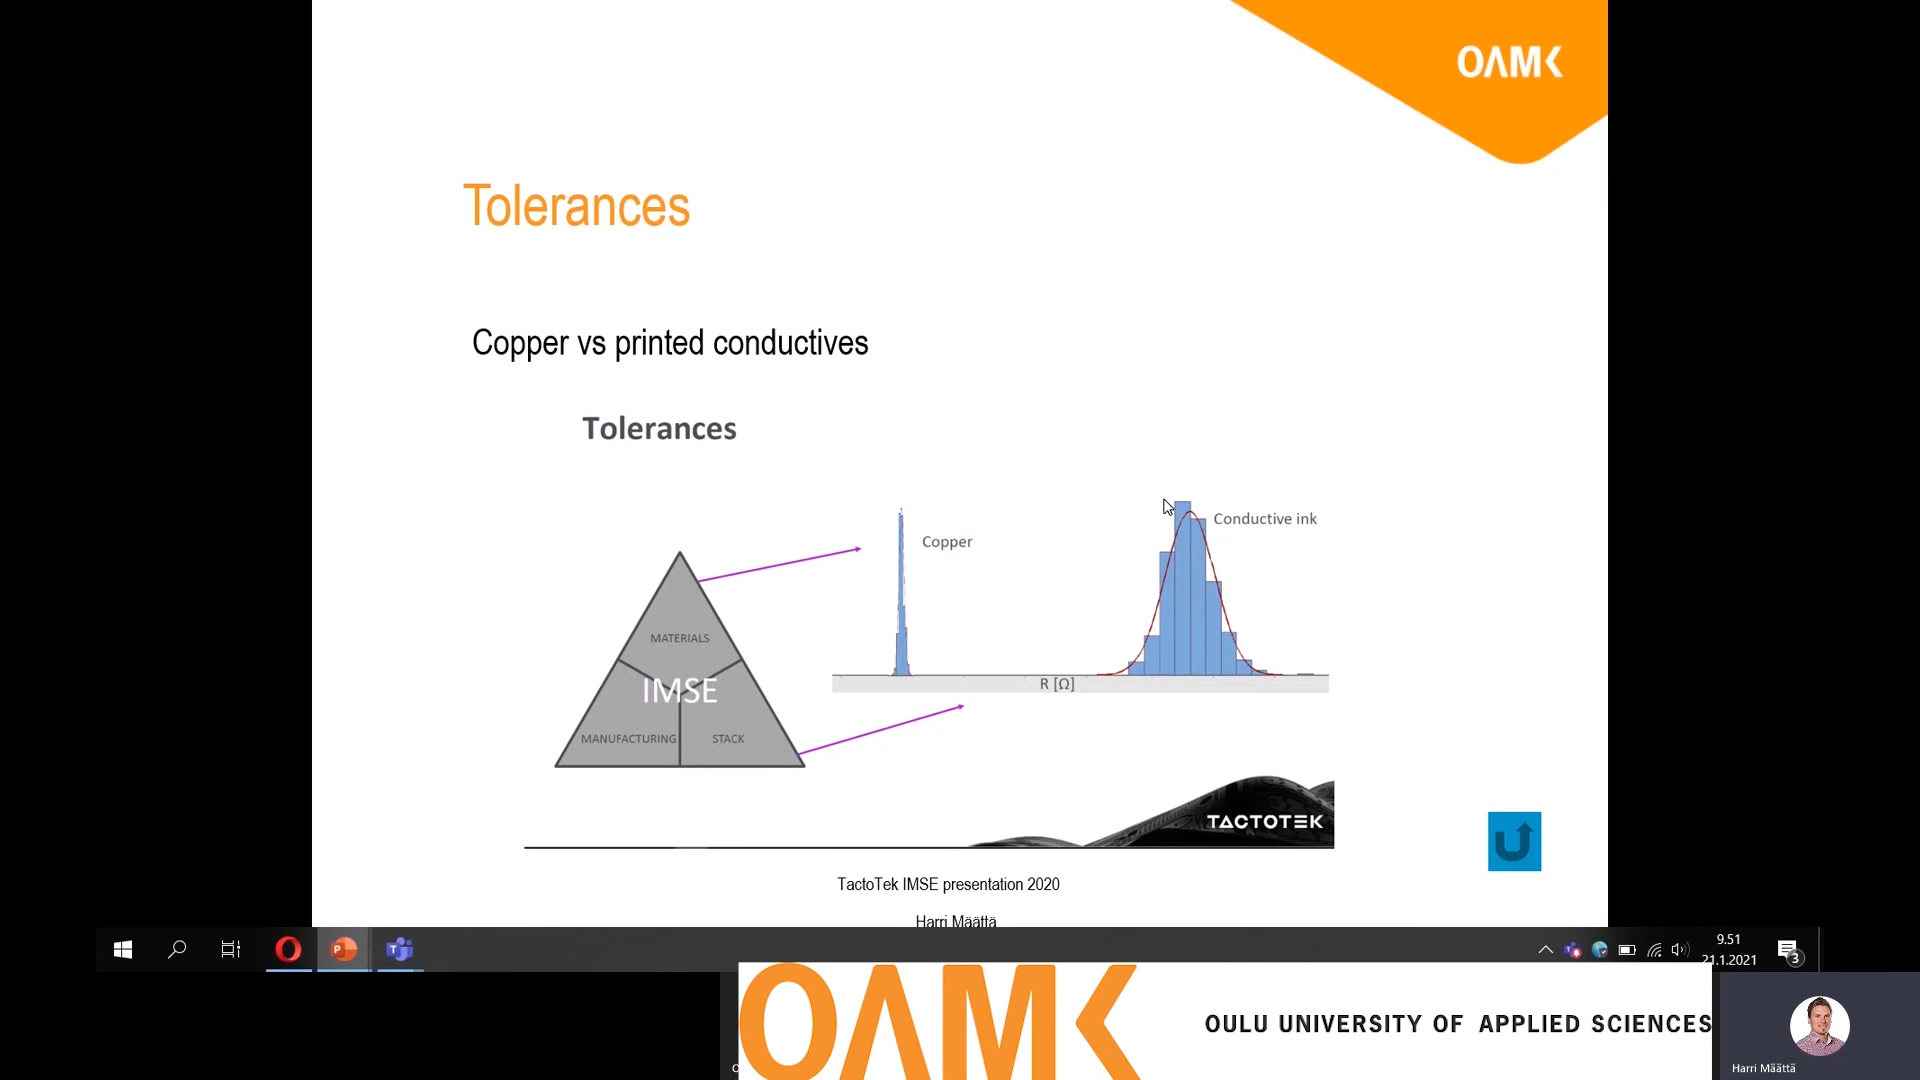 OAMK
Tolerances
Copper vs printed conductives
Tolerances
Conductive ink
Copper
MATERIALS
IMSE
R [Ω]
MANUFACTURING
STACK
TACTOTEK
TactoTek IMSE presentation 2020
Harri Määttä
9.51
21.1.2021
3
OAMK
OULU UNIVERSITY OF APPLIED SCIENCES
Harri Määttä